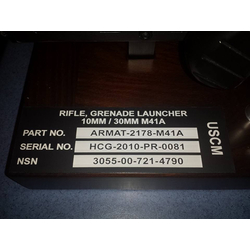 RIFLE, GRENADE LAUNCHER
10MM / 30MM M41A
PART NO. ARMAT-2178-M41A
SERIAL NO. HCG-2010-PR-0081
NSN 3055-00-721-4790
USCM